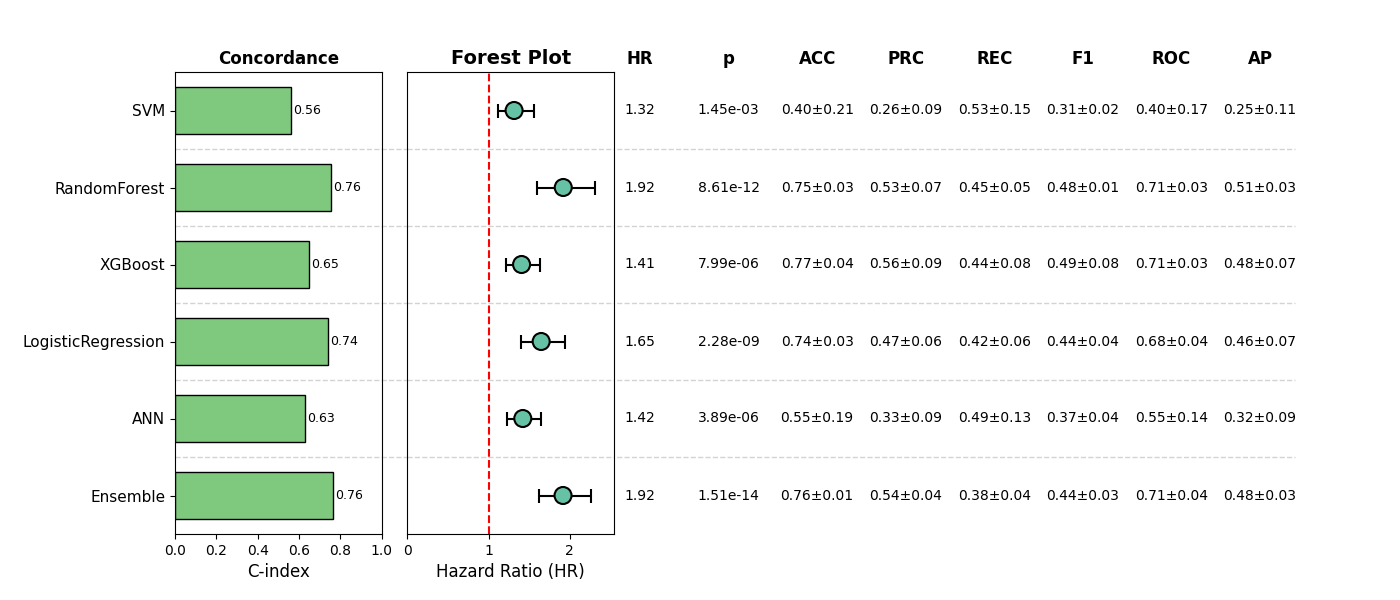 Concordance Forest Plot HR p ACC PRC REC F1 ROC AP
SVM 0.56 1.32 1.45e-03 0.40±0.21 0.26±0.09 0.53±0.15 0.31±0.02 0.40±0.17 0.25±0.11
RandomForest 0.76 1.92 8.61e-12 0.75±0.03 0.53±0.07 0.45±0.05 0.48±0.01 0.71±0.03 0.51±0.03
XGBoost 0.65 1.41 7.99e-06 0.77±0.04 0.56±0.09 0.44±0.08 0.49±0.08 0.71±0.03 0.48±0.07
LogisticRegression 0.74 1.65 2.28e-09 0.74±0.03 0.47±0.06 0.42±0.06 0.44±0.04 0.68±0.04 0.46±0.07
ANN 0.63 1.42 3.89e-06 0.55±0.19 0.33±0.09 0.49±0.13 0.37±0.04 0.55±0.14 0.32±0.09
Ensemble 0.76 1.92 1.51e-14 0.76±0.01 0.54±0.04 0.38±0.04 0.44±0.03 0.71±0.04 0.48±0.03
0.0 0.2 0.4 0.6 0.8 1.0 0 1 2
C-index Hazard Ratio (HR)